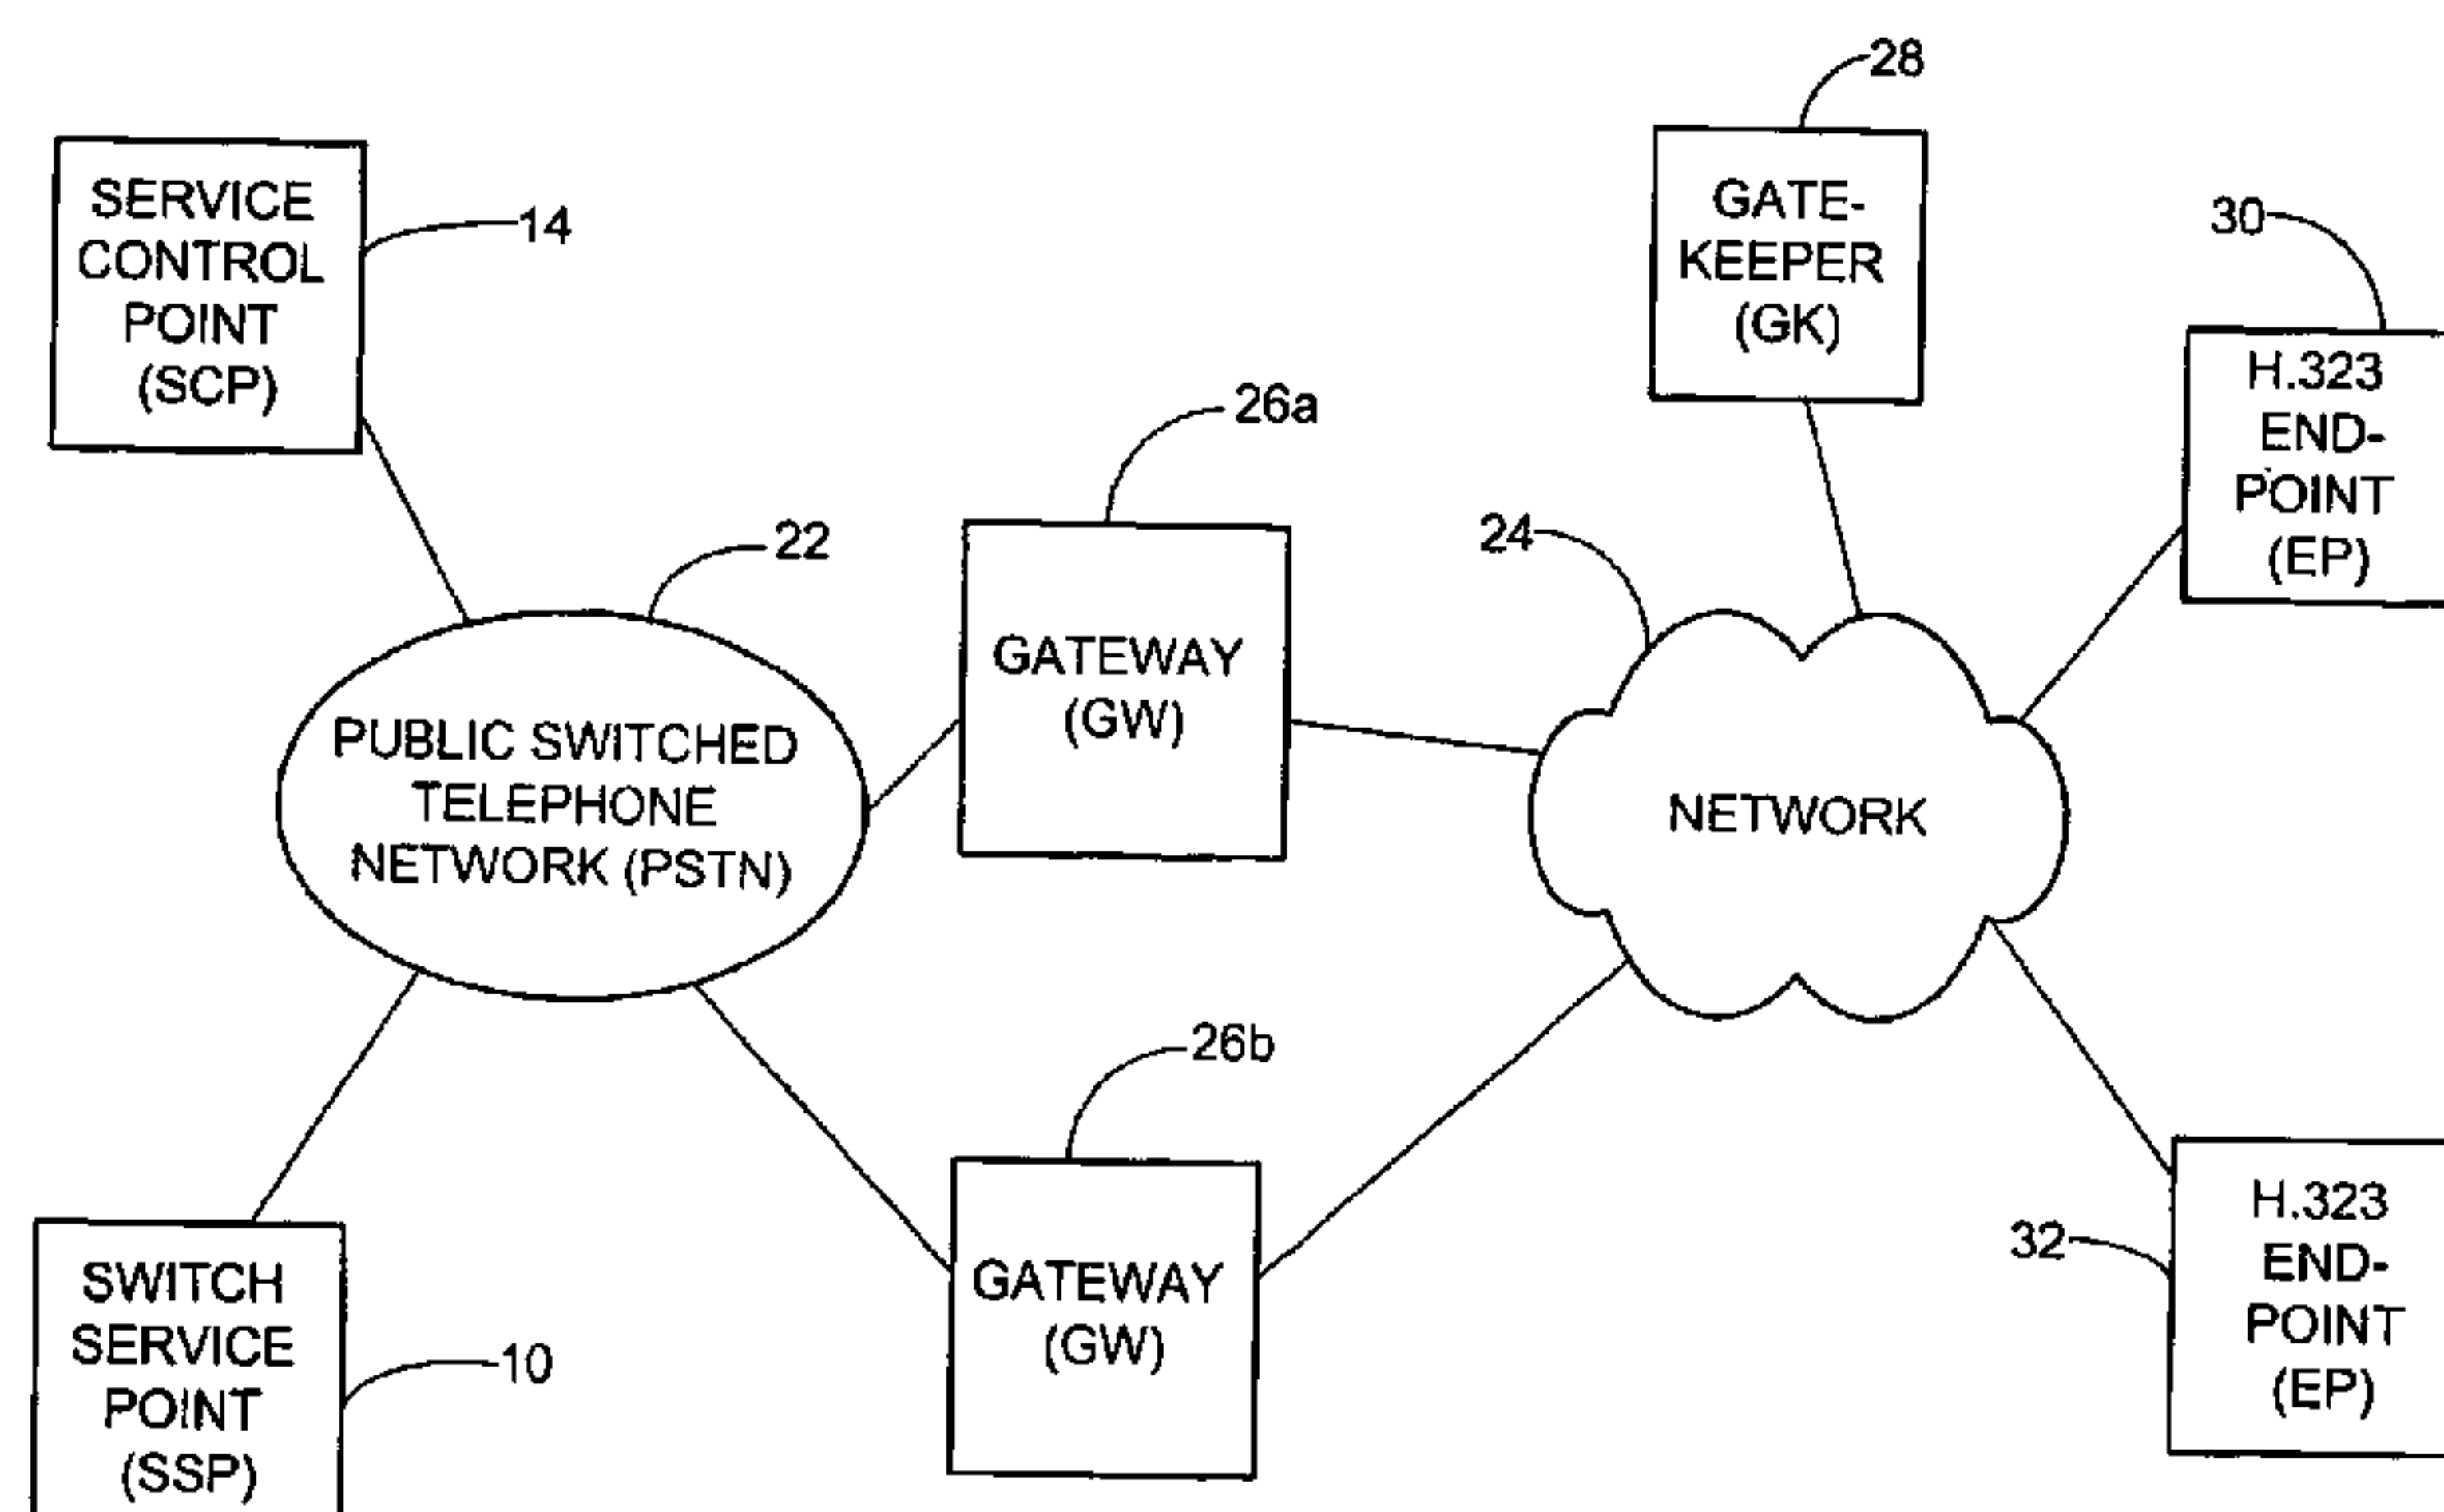 28
SERVICE
CONTROL
POINT
(SCP)
14
GATE-
KEEPER
(GK)
30
H.323
END-
POINT
(EP)
26a
22
24
GATEWAY
(GW)
PUBLIC SWITCHED
TELEPHONE
NETWORK (PSTN)
NETWORK
26b
SWITCH
SERVICE
POINT
(SSP)
10
GATEWAY
(GW)
32
H.323
END-
POINT
(EP)